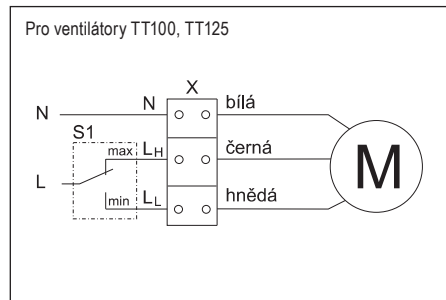 Pro ventilátory TT100, TT125
X
N N bílá
S1
max LH černá
L
min LL hnědá
M